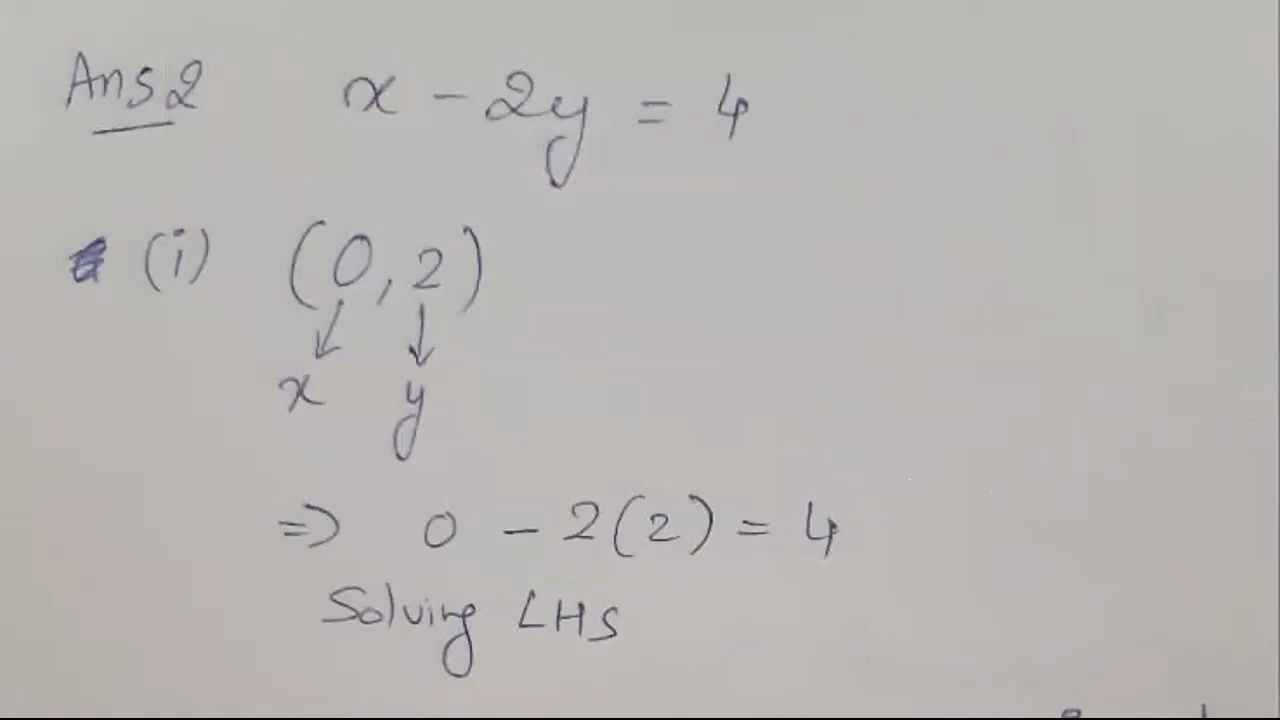 Ans 2 x - 2y = 4
(i) (0, 2)
x y
=> 0 - 2(2) = 4
Solving LHS